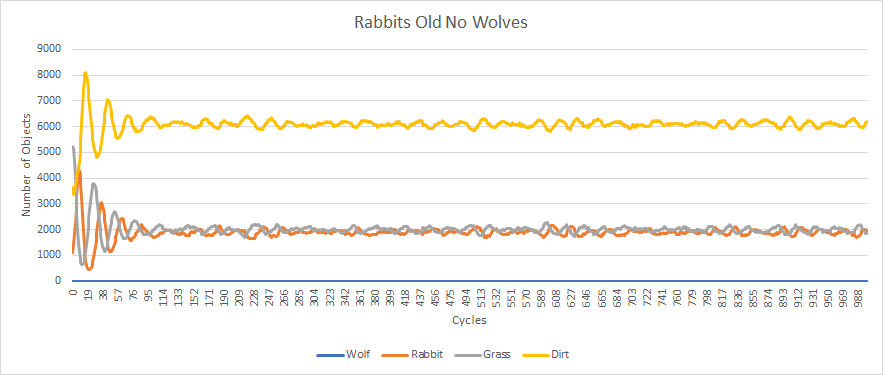 Rabbits Old No Wolves
9000
8000
7000
6000
5000
4000
3000
2000
1000
0
Number of Objects
0 19 38 57 76 95 114 133 152 171 190 209 228 247 266 285 304 323 342 361 380 399 418 437 456 475 494 513 532 551 570 589 608 627 646 665 684 703 722 741 760 779 798 817 836 855 874 893 912 931 950 969 988
Cycles
Wolf Rabbit Grass Dirt